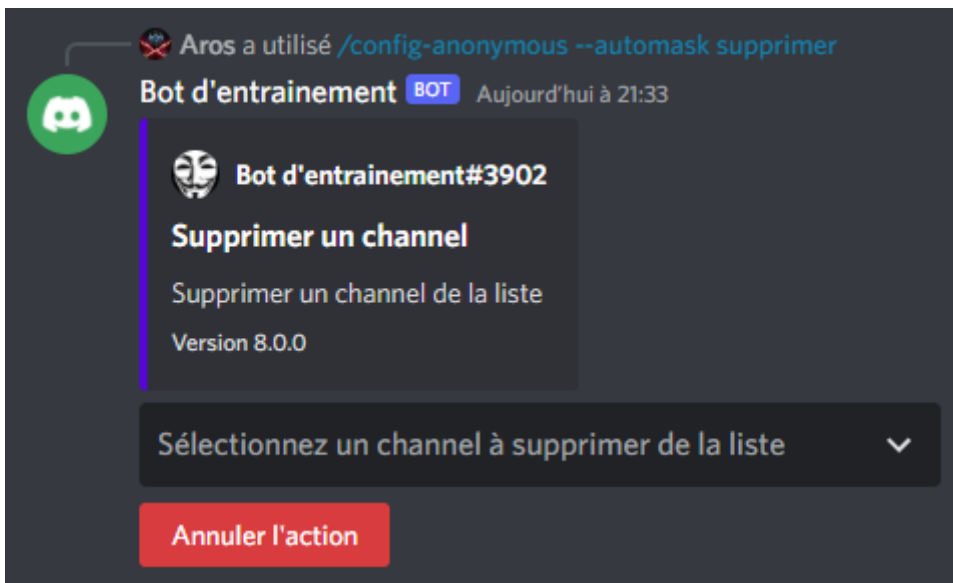 Aros a utilisé /config-anonymous --automask supprimer
Bot d'entrainement BOT Aujourd'hui à 21:33
Bot d'entrainement#3902
Supprimer un channel
Supprimer un channel de la liste
Version 8.0.0
Sélectionnez un channel à supprimer de la liste
Annuler l'action